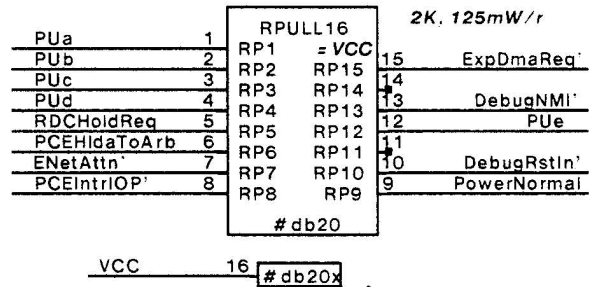 2K, 125mW/r
RPULL16
= VCC
PUa 1 RP1
PUb 2 RP2
PUc 3 RP3
PUd 4 RP4
RDCHoldReq 5 RP5
PCEHldaToArb 6 RP6
ENetAttn' 7 RP7
PCEIntrIOP' 8 RP8
RP15 15 ExpDmaReq'
RP14 14
RP13 13 DebugNMI'
RP12 12 PUe
RP11 11
RP10 10 DebugRstIn'
RP9 9 PowerNormal
#db20
VCC 16 #db20x